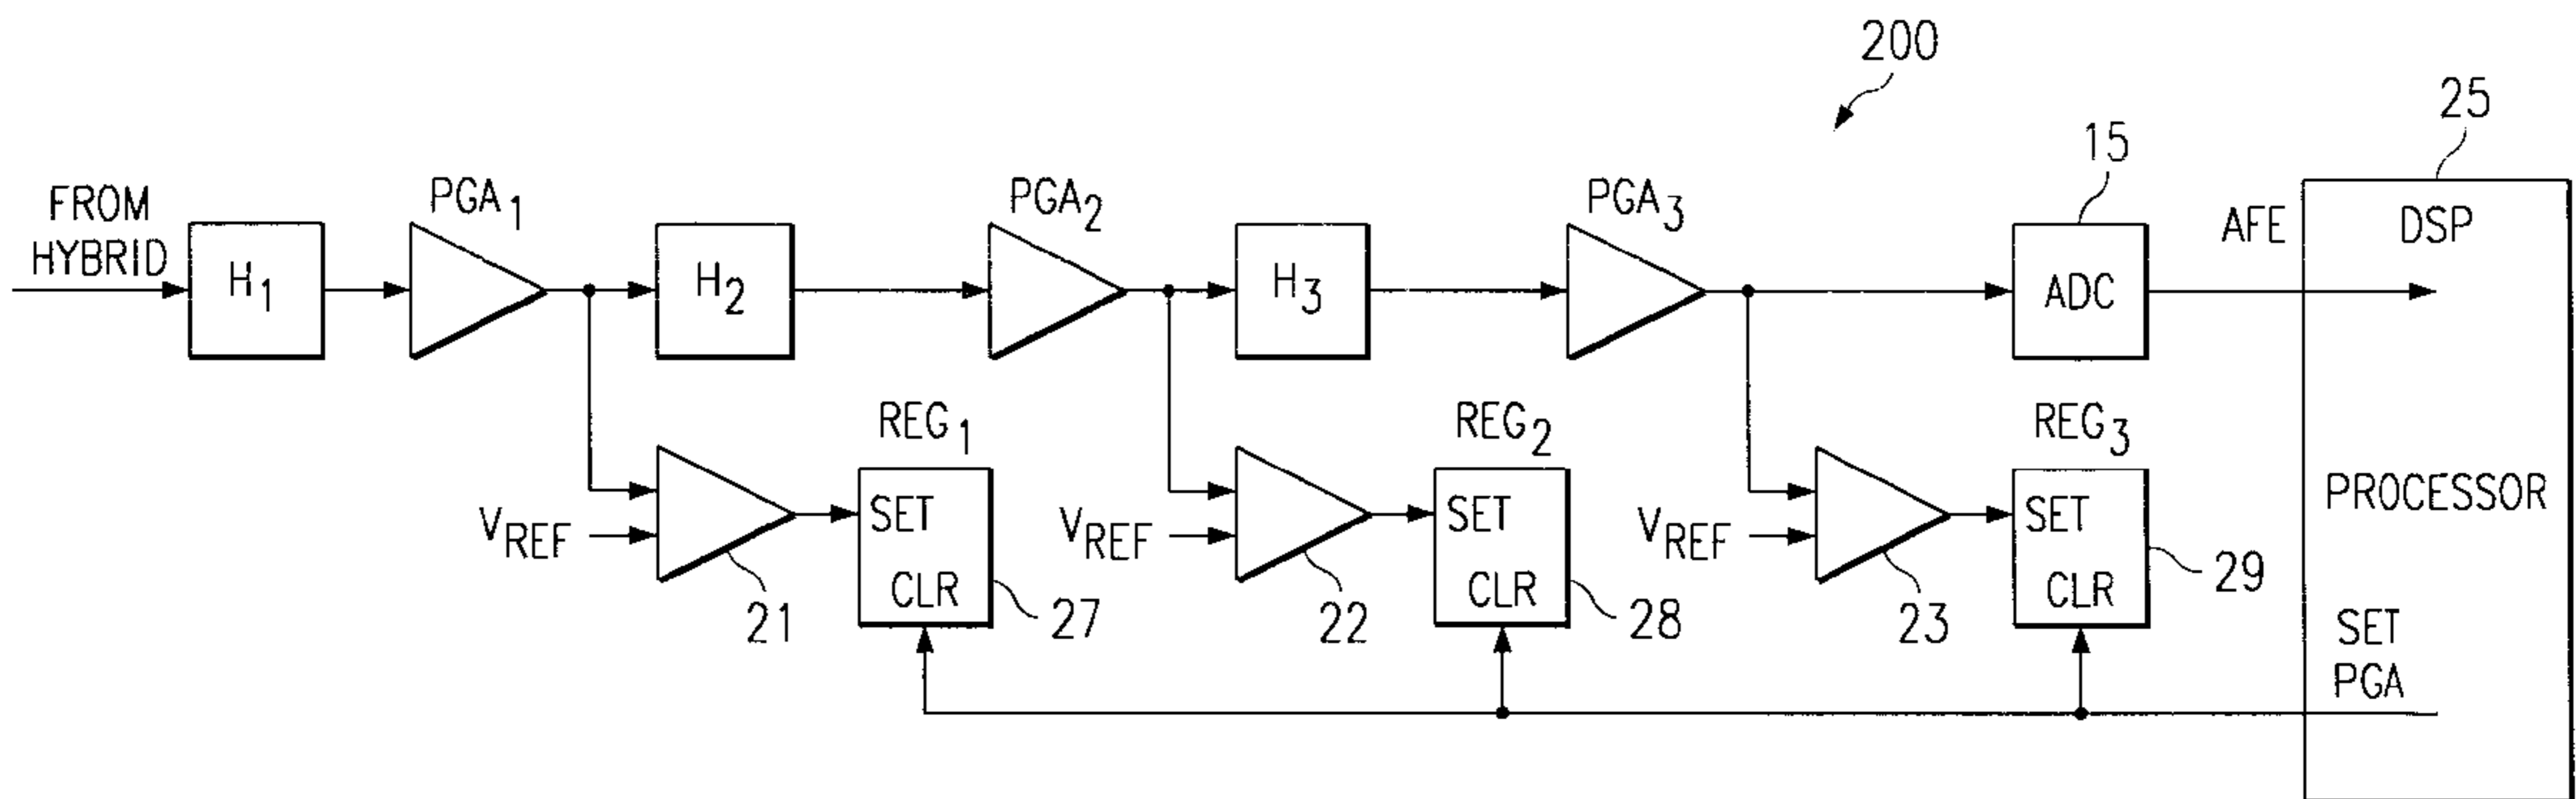 200
25
15
FROM
HYBRID
H1
PGA1
H2
PGA2
H3
PGA3
ADC
AFE
DSP
REG1
REG2
REG3
VREF
SET
CLR
21
27
VREF
SET
CLR
22
28
VREF
SET
CLR
23
29
PROCESSOR
SET
PGA